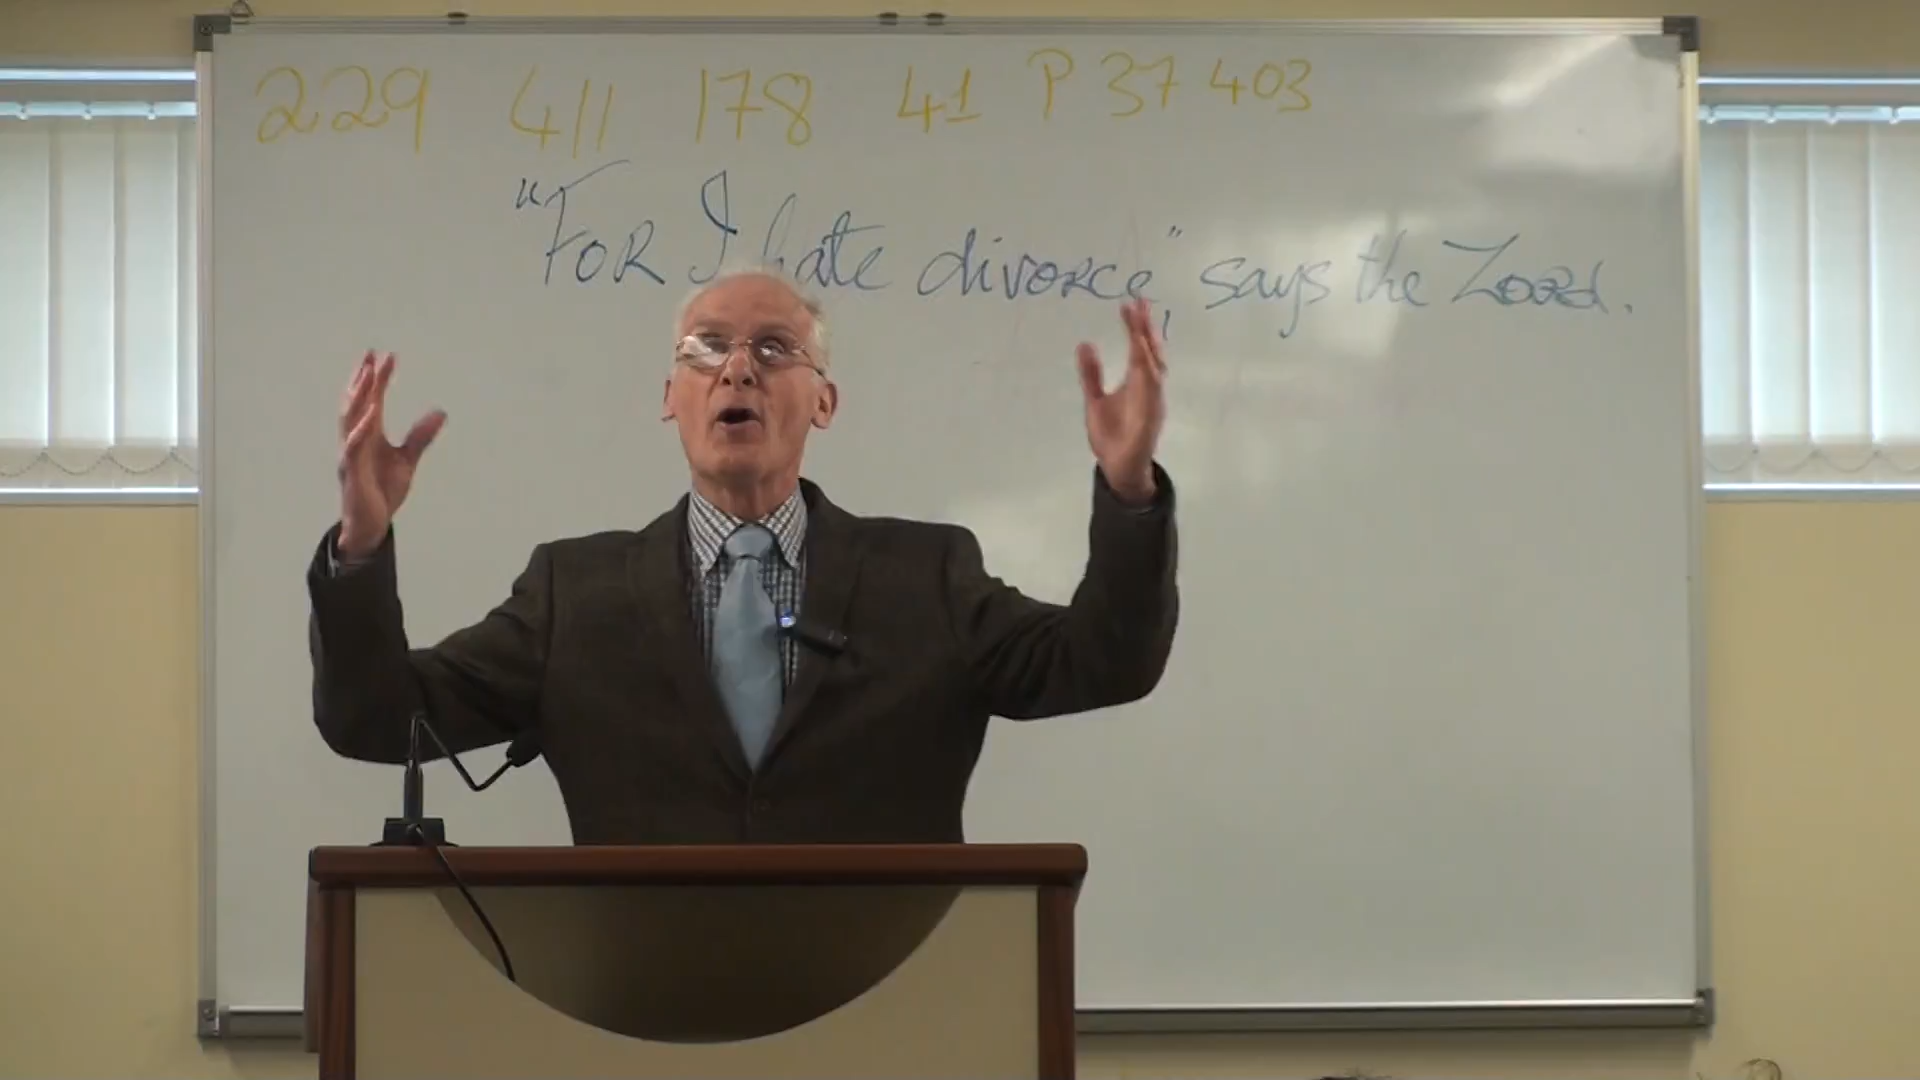 229 411 178 41 P 37 403
"FOR I hate divorce," says the Lord.